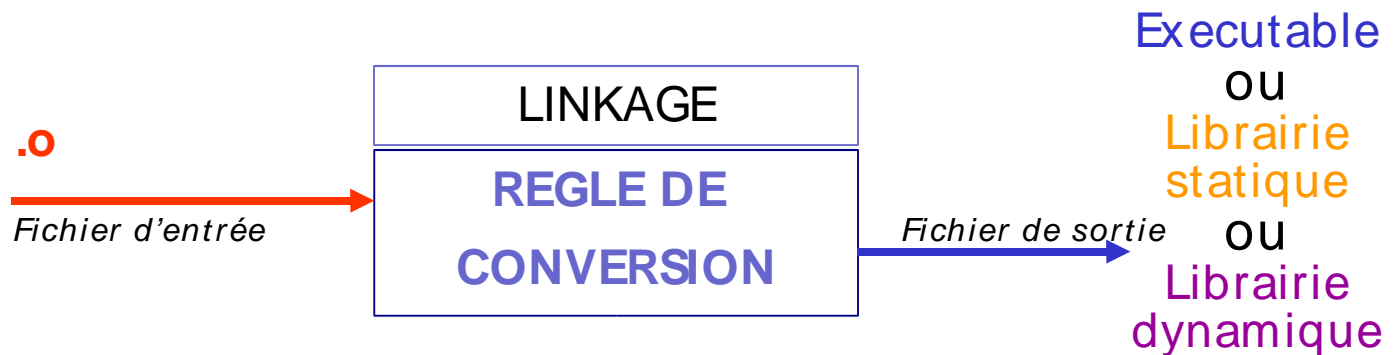 .o
Fichier d'entrée
LINKAGE
REGLE DE
CONVERSION
Fichier de sortie
Executable
ou
Librairie
statique
ou
Librairie
dynamique